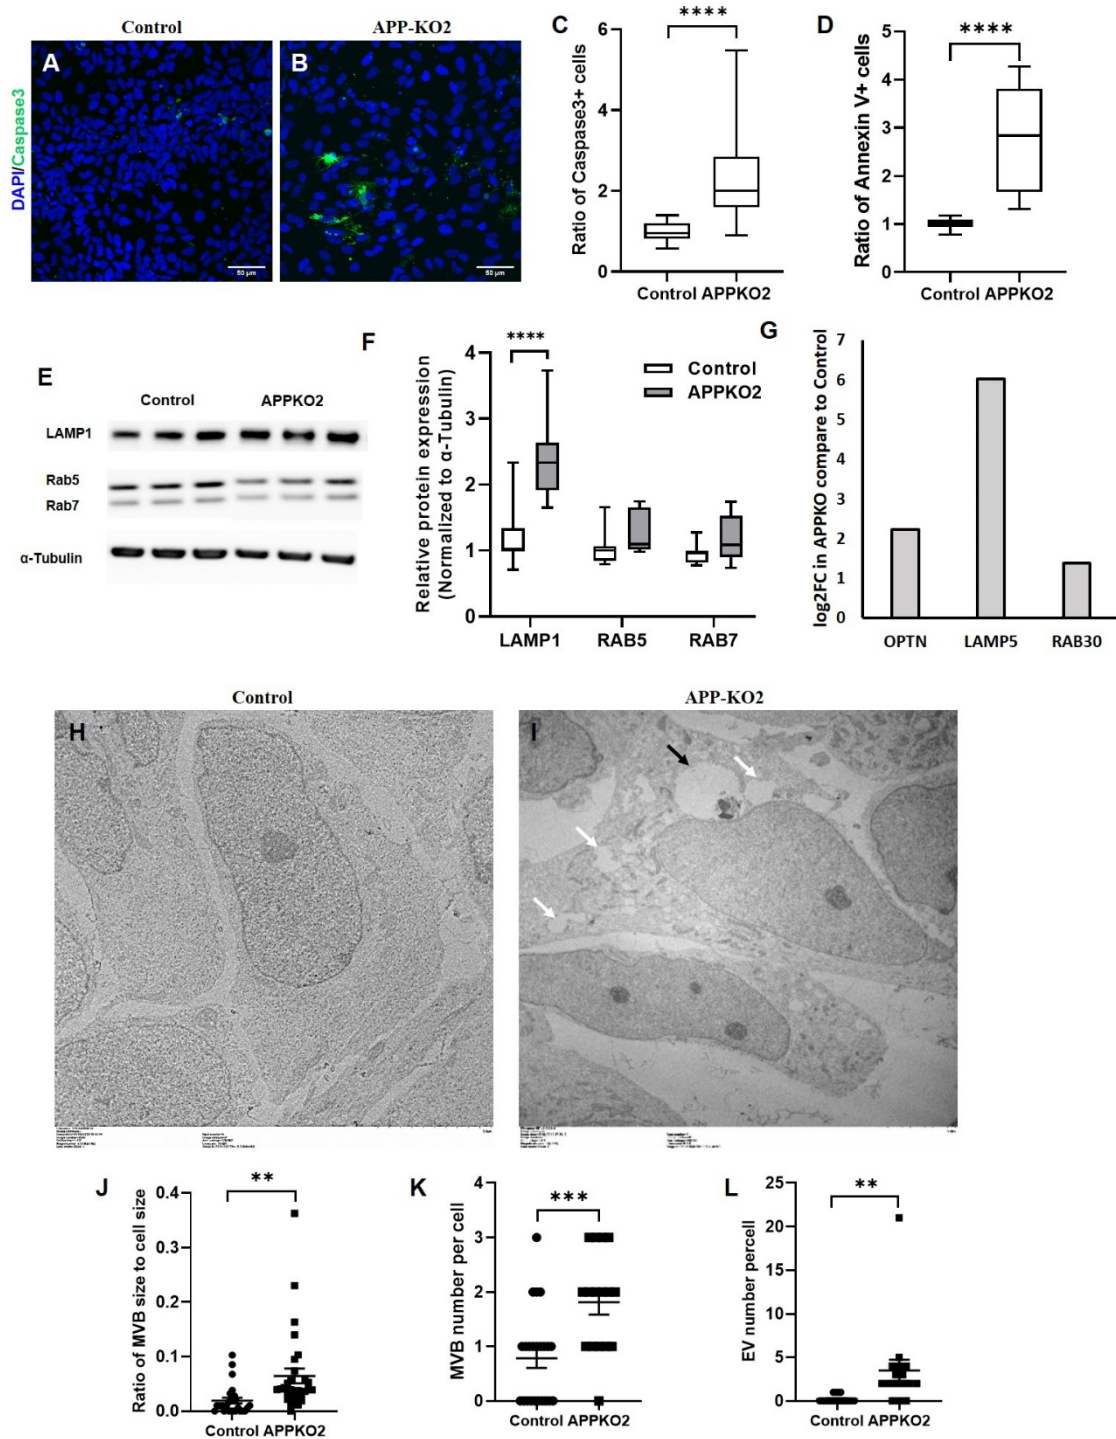 Control
APP-KO2
DAPI/Caspase3
A
50 µm
B
50 µm
C
****
Ratio of Caspase3+ cells
6
4
2
0
Control APPKO2
D
****
Ratio of Annexin V+ cells
5
4
3
2
1
0
Control APPKO2
E
Control
APPKO2
LAMP1
Rab5
Rab7
α-Tubulin
F
****
Control
APPKO2
Relative protein expression
(Normalized to α-Tubulin)
4
3
2
1
0
LAMP1
RAB5
RAB7
G
log2FC in APPKO compare to Control
7
6
5
4
3
2
1
0
OPTN
LAMP5
RAB30
Control
APP-KO2
H
I
J
**
Ratio of MVB size to cell size
0.4
0.3
0.2
0.1
0.0
Control APPKO2
K
***
MVB number per cell
4
3
2
1
0
Control APPKO2
L
**
EV number percell
25
20
15
10
5
0
Control APPKO2